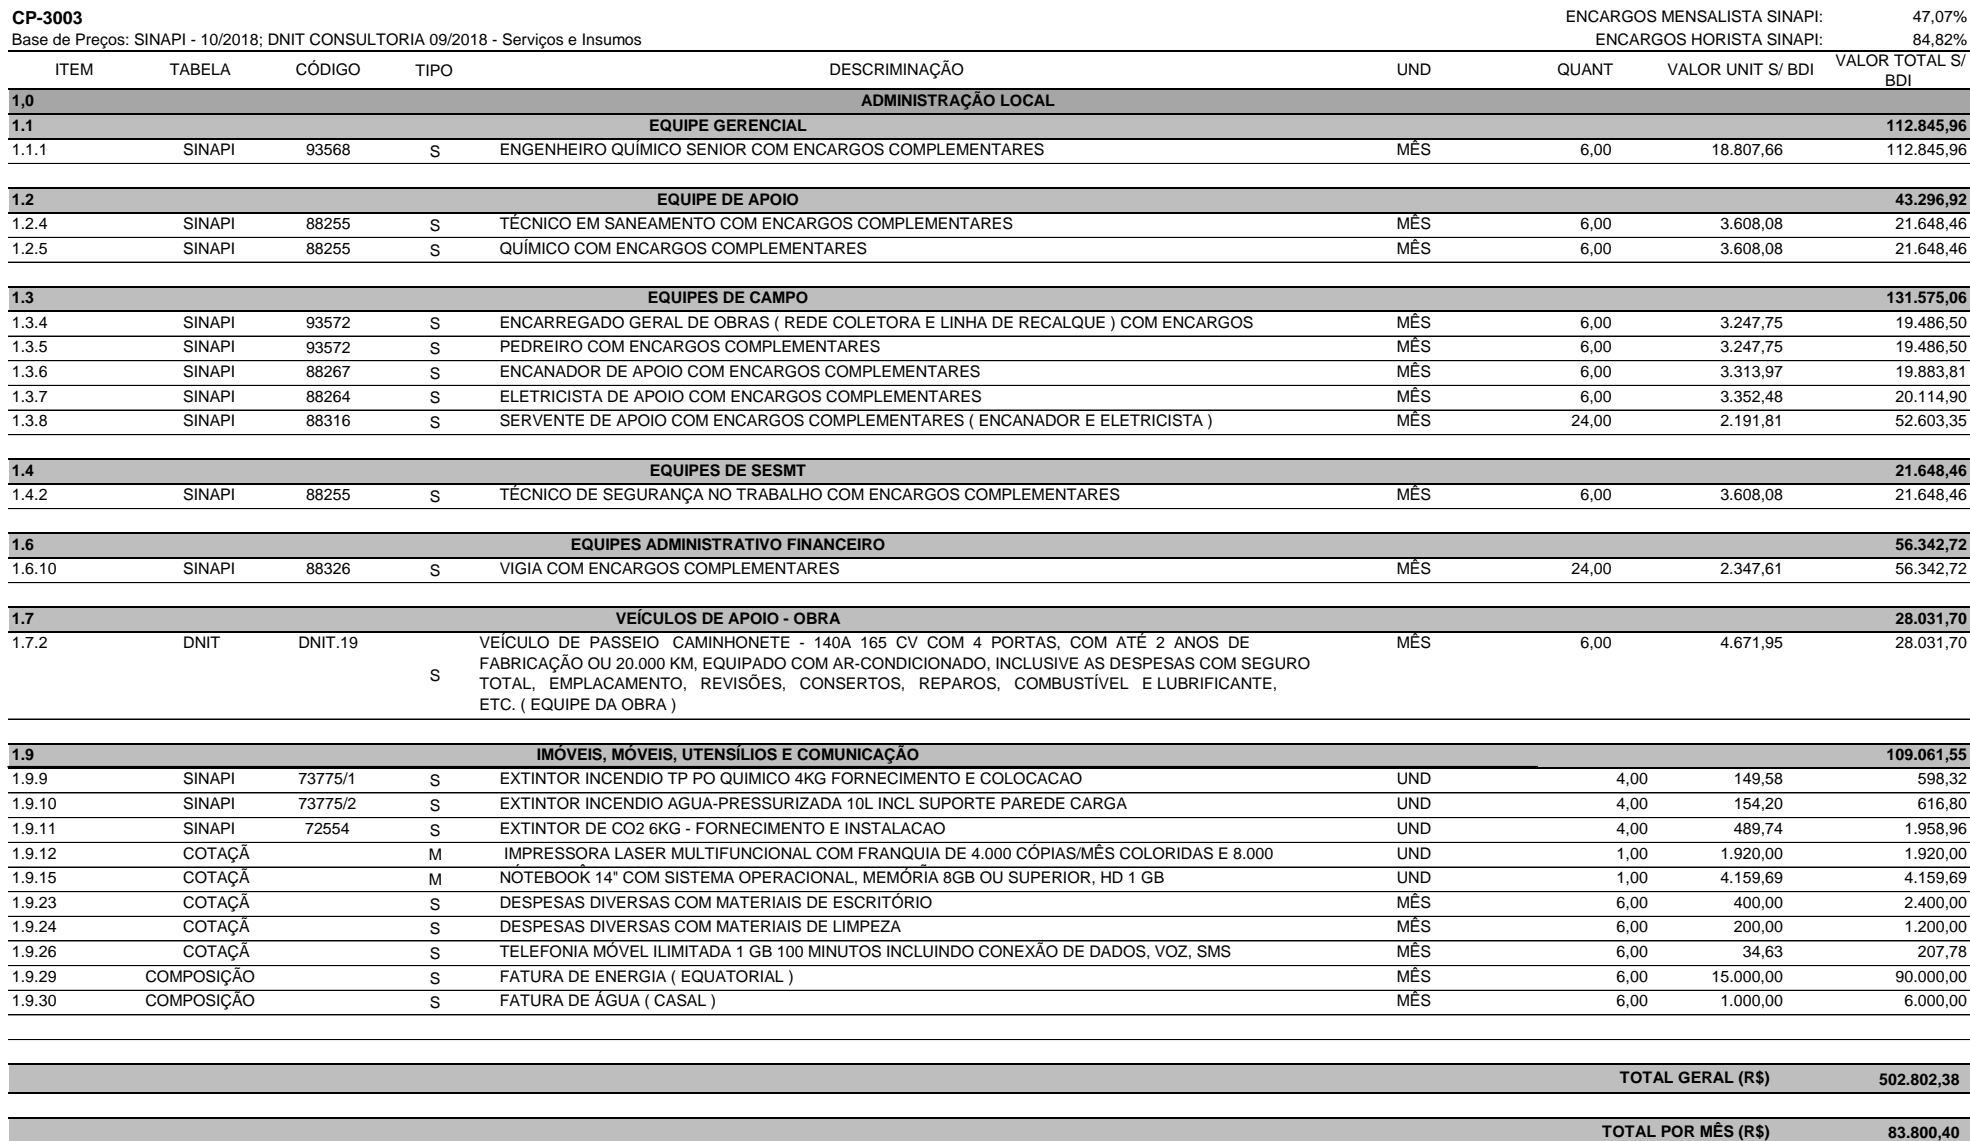 CP-3003 ENCARGOS MENSALISTA SINAPI: 47,07%
Base de Preços: SINAPI - 10/2018; DNIT CONSULTORIA 09/2018 - Serviços e Insumos ENCARGOS HORISTA SINAPI: 84,82%
ITEM TABELA CÓDIGO TIPO DESCRIMINAÇÃO UND QUANT VALOR UNIT S/ BDI VALOR TOTAL S/
BDI
1,0 ADMINISTRAÇÃO LOCAL
1.1 EQUIPE GERENCIAL 112.845,96
1.1.1 SINAPI 93568 S ENGENHEIRO QUÍMICO SENIOR COM ENCARGOS COMPLEMENTARES MÊS 6,00 18.807,66 112.845,96
1.2 EQUIPE DE APOIO 43.296,92
1.2.4 SINAPI 88255 S TÉCNICO EM SANEAMENTO COM ENCARGOS COMPLEMENTARES MÊS 6,00 3.608,08 21.648,46
1.2.5 SINAPI 88255 S QUÍMICO COM ENCARGOS COMPLEMENTARES MÊS 6,00 3.608,08 21.648,46
1.3 EQUIPES DE CAMPO 131.575,06
1.3.4 SINAPI 93572 S ENCARREGADO GERAL DE OBRAS ( REDE COLETORA E LINHA DE RECALQUE ) COM ENCARGOS MÊS 6,00 3.247,75 19.486,50
1.3.5 SINAPI 93572 S PEDREIRO COM ENCARGOS COMPLEMENTARES MÊS 6,00 3.247,75 19.486,50
1.3.6 SINAPI 88267 S ENCANADOR DE APOIO COM ENCARGOS COMPLEMENTARES MÊS 6,00 3.313,97 19.883,81
1.3.7 SINAPI 88264 S ELETRICISTA DE APOIO COM ENCARGOS COMPLEMENTARES MÊS 6,00 3.352,48 20.114,90
1.3.8 SINAPI 88316 S SERVENTE DE APOIO COM ENCARGOS COMPLEMENTARES ( ENCANADOR E ELETRICISTA ) MÊS 24,00 2.191,81 52.603,35
1.4 EQUIPES DE SESMT 21.648,46
1.4.2 SINAPI 88255 S TÉCNICO DE SEGURANÇA NO TRABALHO COM ENCARGOS COMPLEMENTARES MÊS 6,00 3.608,08 21.648,46
1.6 EQUIPES ADMINISTRATIVO FINANCEIRO 56.342,72
1.6.10 SINAPI 88326 S VIGIA COM ENCARGOS COMPLEMENTARES MÊS 24,00 2.347,61 56.342,72
1.7 VEÍCULOS DE APOIO - OBRA 28.031,70
1.7.2 DNIT DNIT.19 S VEÍCULO DE PASSEIO CAMINHONETE - 140A 165 CV COM 4 PORTAS, COM ATÉ 2 ANOS DE MÊS 6,00 4.671,95 28.031,70
FABRICAÇÃO OU 20.000 KM, EQUIPADO COM AR-CONDICIONADO, INCLUSIVE AS DESPESAS COM SEGURO
TOTAL, EMPLACAMENTO, REVISÕES, CONSERTOS, REPAROS, COMBUSTÍVEL E LUBRIFICANTE,
ETC. ( EQUIPE DA OBRA )
1.9 IMÓVEIS, MÓVEIS, UTENSÍLIOS E COMUNICAÇÃO 109.061,55
1.9.9 SINAPI 73775/1 S EXTINTOR INCENDIO TP PO QUIMICO 4KG FORNECIMENTO E COLOCACAO UND 4,00 149,58 598,32
1.9.10 SINAPI 73775/2 S EXTINTOR INCENDIO AGUA-PRESSURIZADA 10L INCL SUPORTE PAREDE CARGA UND 4,00 154,20 616,80
1.9.11 SINAPI 72554 S EXTINTOR DE CO2 6KG - FORNECIMENTO E INSTALACAO UND 4,00 489,74 1.958,96
1.9.12 COTAÇÃ M IMPRESSORA LASER MULTIFUNCIONAL COM FRANQUIA DE 4.000 CÓPIAS/MÊS COLORIDAS E 8.000 UND 1,00 1.920,00 1.920,00
1.9.15 COTAÇÃ M NOTEBOOK 14" COM SISTEMA OPERACIONAL, MEMÓRIA 8GB OU SUPERIOR, HD 1 GB UND 1,00 4.159,69 4.159,69
1.9.23 COTAÇÃ S DESPESAS DIVERSAS COM MATERIAIS DE ESCRITÓRIO MÊS 6,00 400,00 2.400,00
1.9.24 COTAÇÃ S DESPESAS DIVERSAS COM MATERIAIS DE LIMPEZA MÊS 6,00 200,00 1.200,00
1.9.26 COTAÇÃ S TELEFONIA MÓVEL ILIMITADA 1 GB 100 MINUTOS INCLUINDO CONEXÃO DE DADOS, VOZ, SMS MÊS 6,00 34,63 207,78
1.9.29 COMPOSIÇÃO S FATURA DE ENERGIA ( EQUATORIAL ) MÊS 6,00 15.000,00 90.000,00
1.9.30 COMPOSIÇÃO S FATURA DE ÁGUA ( CASAL ) MÊS 6,00 1.000,00 6.000,00
TOTAL GERAL (R$) 502.802,38
TOTAL POR MÊS (R$) 83.800,40